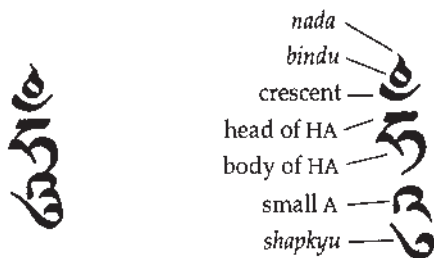 ཧཱུྃ
nada
bindu
crescent
head of HA
body of HA
small A
shapkyu